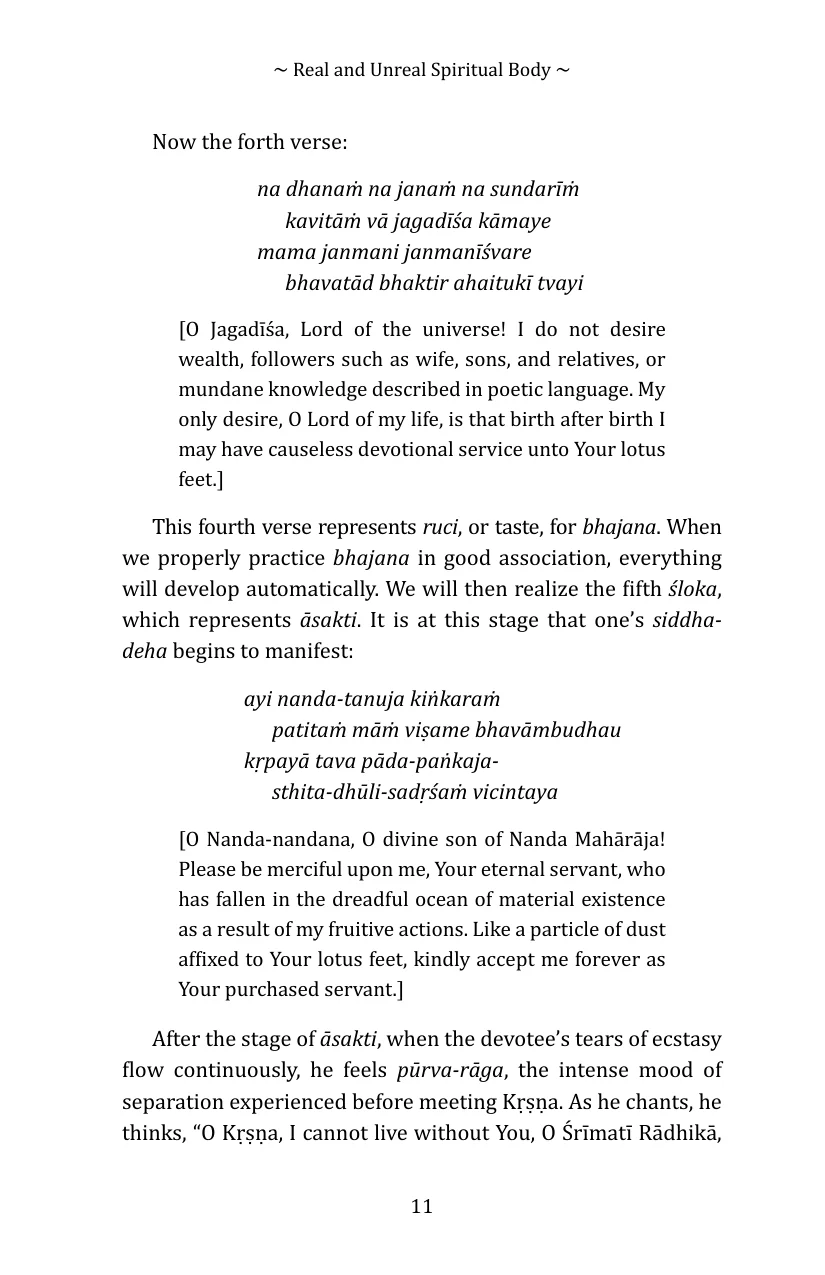 ~ Real and Unreal Spiritual Body ~
Now the forth verse:
na dhanaṁ na janaṁ na sundarīṁ
kavitāṁ vā jagadīśa kāmaye
mama janmani janmanīśvare
bhavatād bhaktir ahaitukī tvayi
[O Jagadīśa, Lord of the universe! I do not desire
wealth, followers such as wife, sons, and relatives, or
mundane knowledge described in poetic language. My
only desire, O Lord of my life, is that birth after birth I
may have causeless devotional service unto Your lotus
feet.]
This fourth verse represents ruci, or taste, for bhajana. When
we properly practice bhajana in good association, everything
will develop automatically. We will then realize the fifth śloka,
which represents āsakti. It is at this stage that one’s siddha-
deha begins to manifest:
ayi nanda-tanuja kiṅkaraṁ
patitaṁ māṁ viṣame bhavāmbudhau
kṛpayā tava pāda-paṅkaja-
sthita-dhūli-sadṛśaṁ vicintaya
[O Nanda-nandana, O divine son of Nanda Mahārāja!
Please be merciful upon me, Your eternal servant, who
has fallen in the dreadful ocean of material existence
as a result of my fruitive actions. Like a particle of dust
affixed to Your lotus feet, kindly accept me forever as
Your purchased servant.]
After the stage of āsakti, when the devotee’s tears of ecstasy
flow continuously, he feels pūrva-rāga, the intense mood of
separation experienced before meeting Kṛṣṇa. As he chants, he
thinks, “O Kṛṣṇa, I cannot live without You, O Śrīmatī Rādhikā,
11